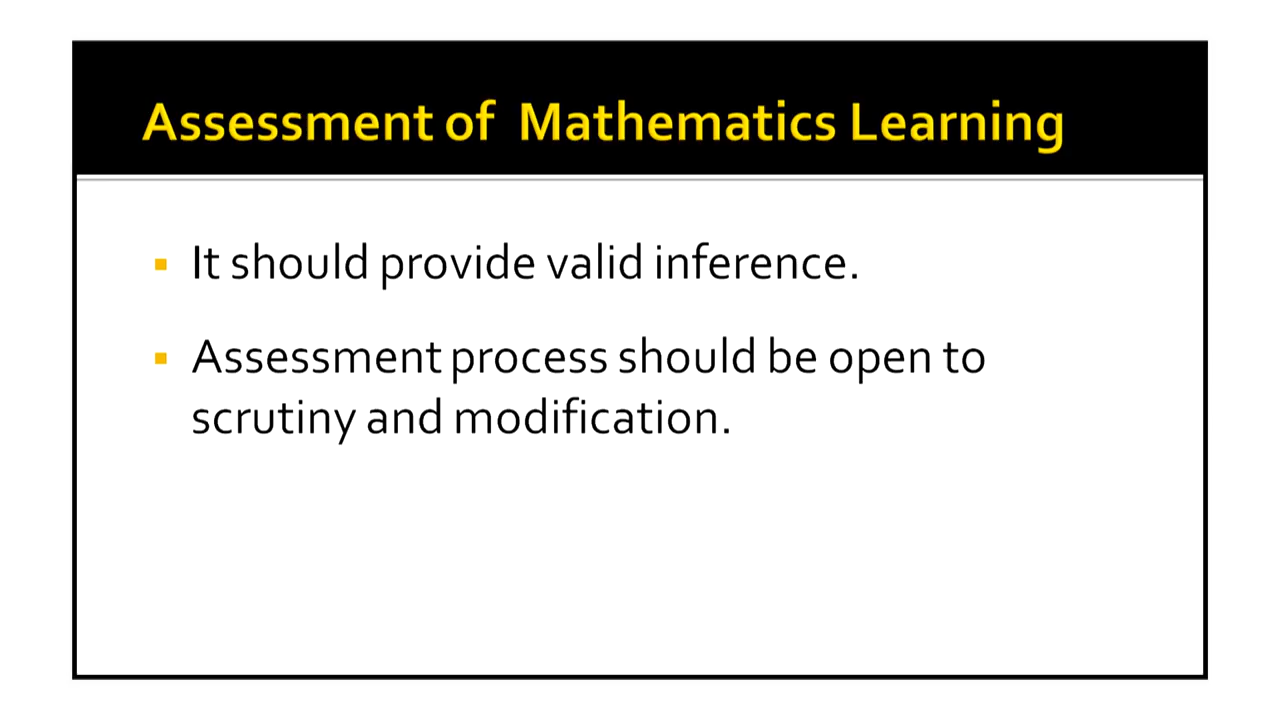 Assessment of Mathematics Learning
It should provide valid inference.
Assessment process should be open to
scrutiny and modification.